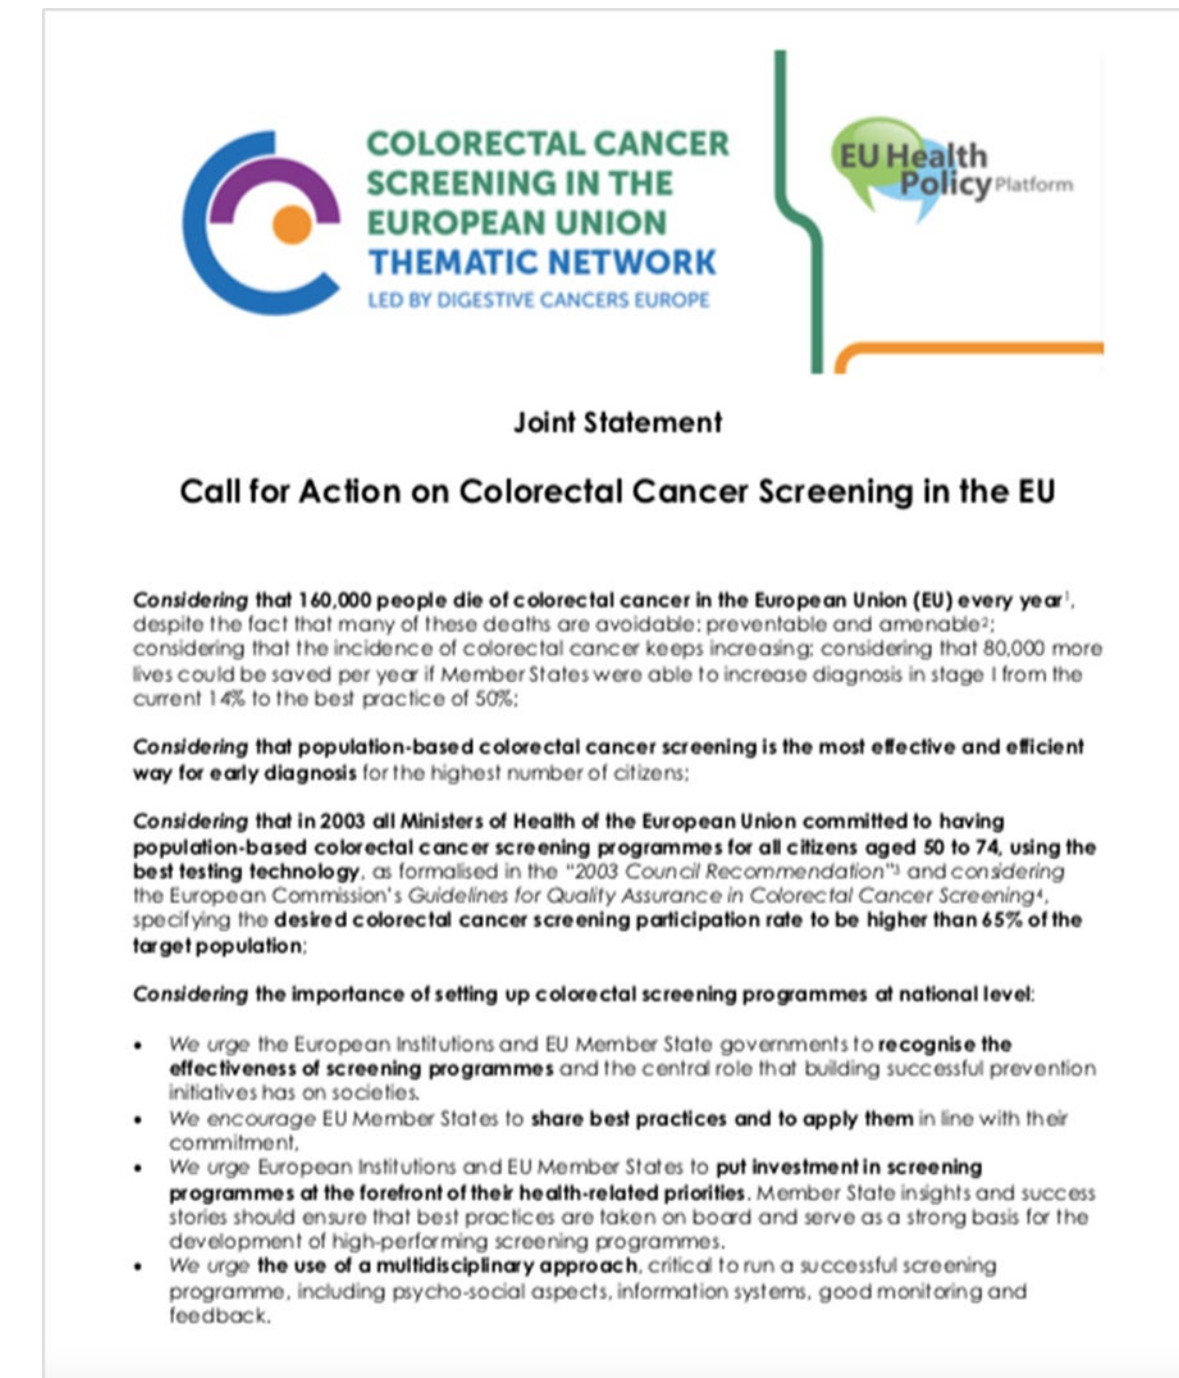 COLORECTAL CANCER
SCREENING IN THE
EUROPEAN UNION
THEMATIC NETWORK
LED BY DIGESTIVE CANCERS EUROPE
EU Health
Policy Platform
Joint Statement
Call for Action on Colorectal Cancer Screening in the EU
Considering that 160,000 people die of colorectal cancer in the European Union (EU) every year¹,
despite the fact that many of these deaths are avoidable: preventable and amenable²;
considering that the incidence of colorectal cancer keeps increasing; considering that 80,000 more
lives could be saved per year if Member States were able to increase diagnosis in stage I from the
current 14% to the best practice of 50%;
Considering that population-based colorectal cancer screening is the most effective and efficient
way for early diagnosis for the highest number of citizens;
Considering that in 2003 all Ministers of Health of the European Union committed to having
population-based colorectal cancer screening programmes for all citizens aged 50 to 74, using the
best testing technology, as formalised in the "2003 Council Recommendation"³ and considering
the European Commission's Guidelines for Quality Assurance in Colorectal Cancer Screening⁴,
specifying the desired colorectal cancer screening participation rate to be higher than 65% of the
target population;
Considering the importance of setting up colorectal screening programmes at national level:
• We urge the European Institutions and EU Member State governments to recognise the
effectiveness of screening programmes and the central role that building successful prevention
initiatives has on societies.
• We encourage EU Member States to share best practices and to apply them in line with their
commitment.
• We urge European Institutions and EU Member States to put investment in screening
programmes at the forefront of their health-related priorities. Member State insights and success
stories should ensure that best practices are taken on board and serve as a strong basis for the
development of high-performing screening programmes.
• We urge the use of a multidisciplinary approach, critical to run a successful screening
programme, including psycho-social aspects, information systems, good monitoring and
feedback.